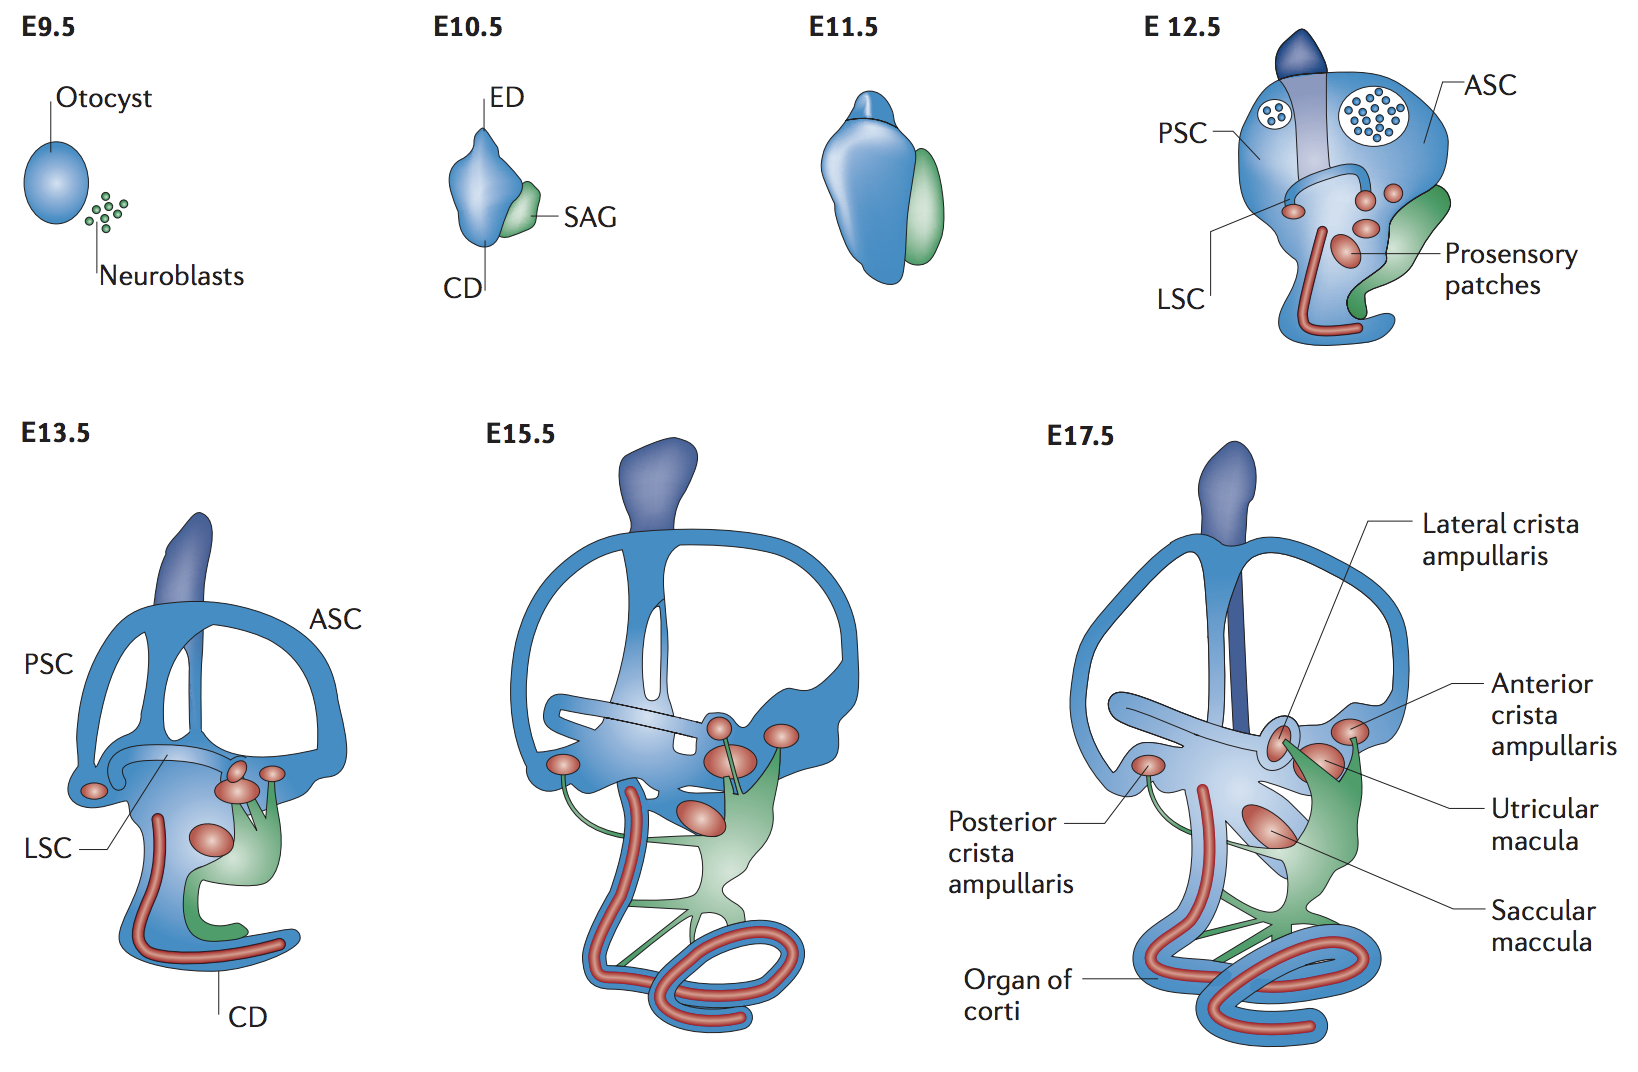 E9.5
E10.5
E11.5
E 12.5
Otocyst
Neuroblasts
ED
SAG
CD
ASC
PSC
LSC
Prosensory
patches
E13.5
E15.5
E17.5
ASC
PSC
LSC
CD
Lateral crista
ampullaris
Anterior
crista
ampullaris
Utricular
macula
Saccular
maccula
Posterior
crista
ampullaris
Organ of
corti